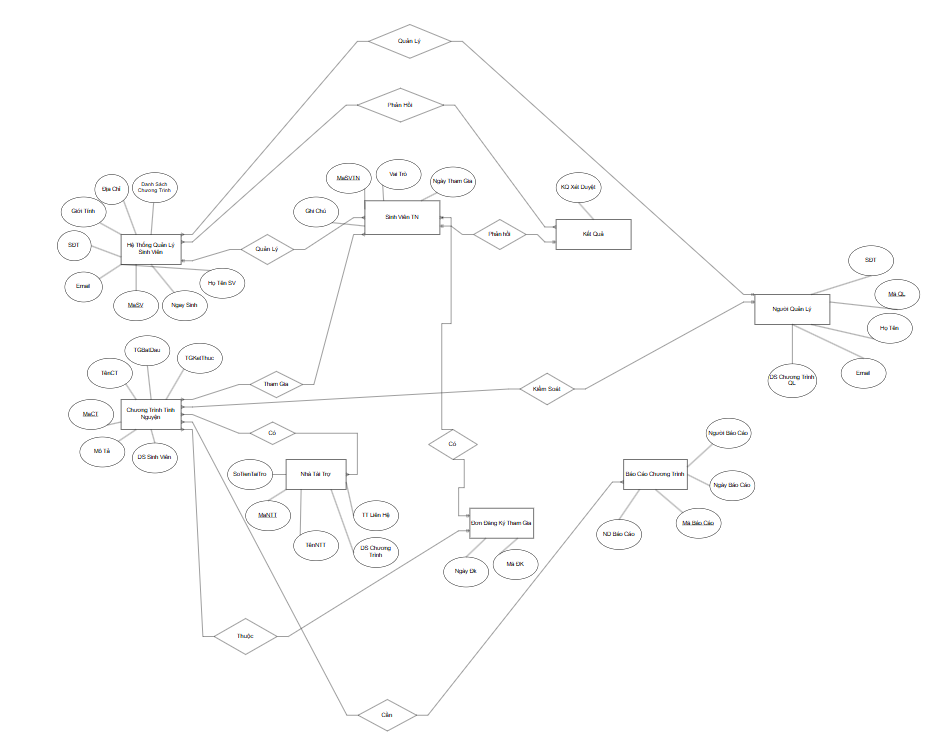 Quản Lý
Phản Hồi
MaSVTN
Vai Trò
Ngày Tham Gia
Ghi Chú
Sinh Viên TN
KQ Xét Duyệt
Phản hồi
Kết Quả
Danh Sách
Chương Trình
Địa Chỉ
Giới Tính
SĐT
Email
Hệ Thống Quản Lý
Sinh Viên
Quản Lý
Họ Tên SV
MaSV
Ngay Sinh
SĐT
Mã QL
Người Quản Lý
Họ Tên
DS Chương Trình
QL
Email
TGBatDau
TGKetThuc
TênCT
MaCT
Chương Trình Tình
Nguyện
Mô Tả
DS Sinh Viên
Tham Gia
Kiểm Soát
Có
Có
Nhà Tài Trợ
SoTienTaiTro
MaNTT
TênNTT
TT Liên Hệ
DS Chương
Trình
Đơn Đăng Ký Tham Gia
Ngày Đk
Mã ĐK
Người Báo Cáo
Báo Cáo Chương Trình
Ngày Báo Cáo
Mã Báo Cáo
ND Báo Cáo
Thuộc
Cần